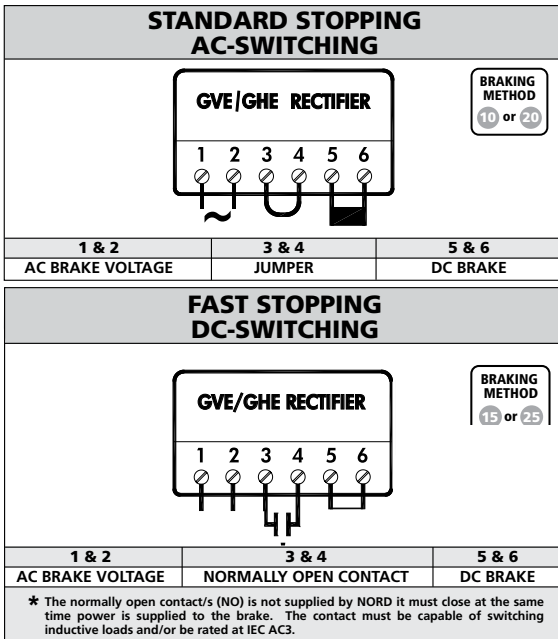 STANDARD STOPPING
AC-SWITCHING
GVE/GHE RECTIFIER
BRAKING
METHOD
10 or 20
1 2 3 4 5 6
~
1 & 2 3 & 4 5 & 6
AC BRAKE VOLTAGE JUMPER DC BRAKE
FAST STOPPING
DC-SWITCHING
GVE/GHE RECTIFIER
BRAKING
METHOD
15 or 25
1 2 3 4 5 6
1 & 2 3 & 4 5 & 6
AC BRAKE VOLTAGE NORMALLY OPEN CONTACT DC BRAKE
* The normally open contact/s (NO) is not supplied by NORD it must close at the same
time power is supplied to the brake. The contact must be capable of switching
inductive loads and/or be rated at IEC AC3.